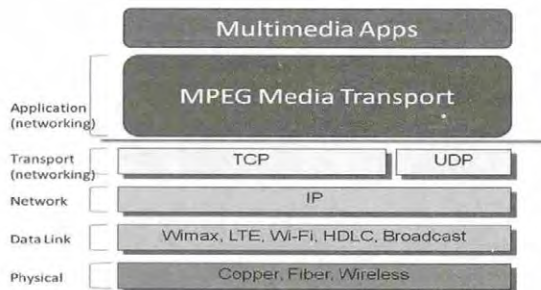 Multimedia Apps
Application
(networking)
MPEG Media Transport
Transport
(networking)
TCP
UDP
Network
IP
Data Link
Wimax, LTE, Wi-Fi, HDLC, Broadcast
Physical
Copper, Fiber, Wireless